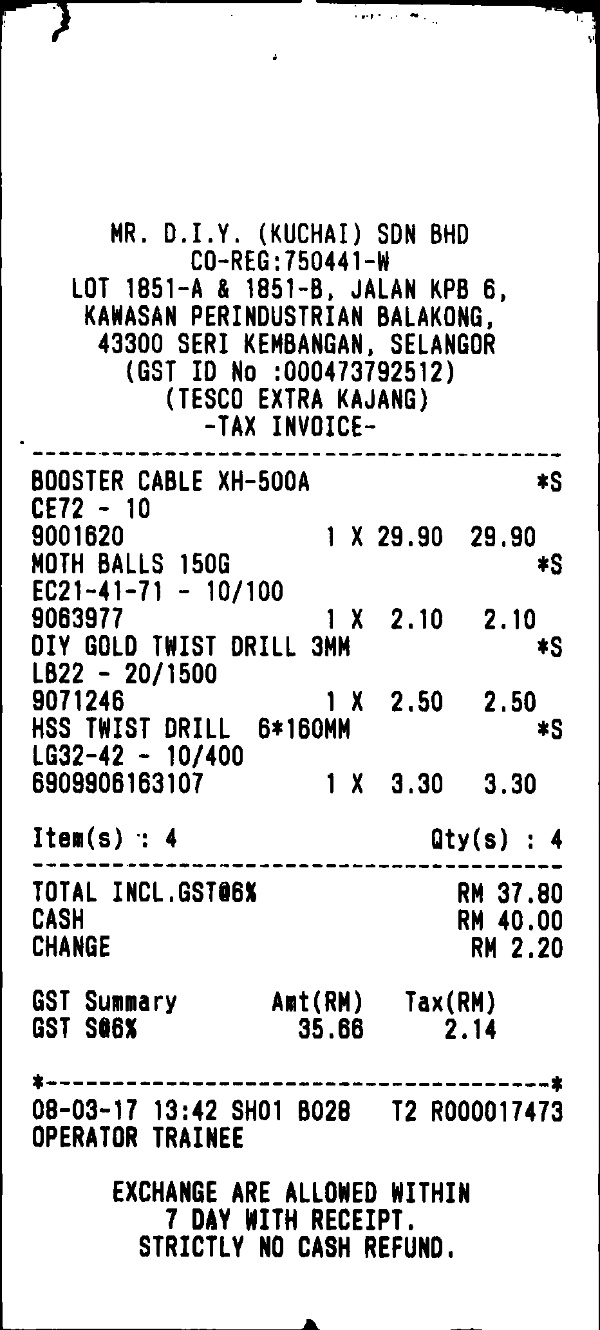 MR. D.I.Y. (KUCHAI) SDN BHD
CO-REG:750441-W
LOT 1851-A & 1851-B, JALAN KPB 6,
KAWASAN PERINDUSTRIAN BALAKONG,
43300 SERI KEMBANGAN, SELANGOR
(GST ID No :000473792512)
(TESCO EXTRA KAJANG)
-TAX INVOICE-
BOOSTER CABLE XH-500A *S
CE72 - 10
9001620 1 X 29.90 29.90
MOTH BALLS 150G *S
EC21-41-71 - 10/100
9063977 1 X 2.10 2.10
DIY GOLD TWIST DRILL 3MM *S
LB22 - 20/1500
9071246 1 X 2.50 2.50
HSS TWIST DRILL 6*160MM *S
LG32-42 - 10/400
6909906163107 1 X 3.30 3.30
Item(s) : 4 Qty(s) : 4
TOTAL INCL.GST@6% RM 37.80
CASH RM 40.00
CHANGE RM 2.20
GST Summary Amt(RM) Tax(RM)
GST S@6% 35.66 2.14
*---------------------------------------*
08-03-17 13:42 SH01 B028 T2 R000017473
OPERATOR TRAINEE
EXCHANGE ARE ALLOWED WITHIN
7 DAY WITH RECEIPT.
STRICTLY NO CASH REFUND.